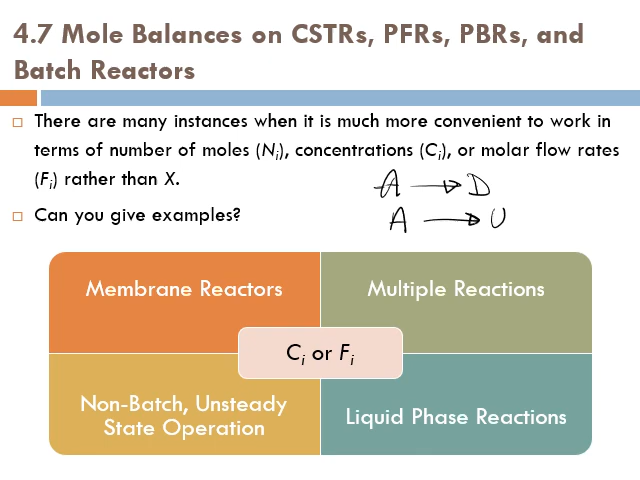 4.7 Mole Balances on CSTRs, PFRs, PBRs, and
Batch Reactors
There are many instances when it is much more convenient to work in
terms of number of moles (Ni), concentrations (Ci), or molar flow rates
(Fi) rather than X.
A → D
Can you give examples?
A → U
Membrane Reactors
Multiple Reactions
Ci or Fi
Non-Batch, Unsteady
State Operation
Liquid Phase Reactions